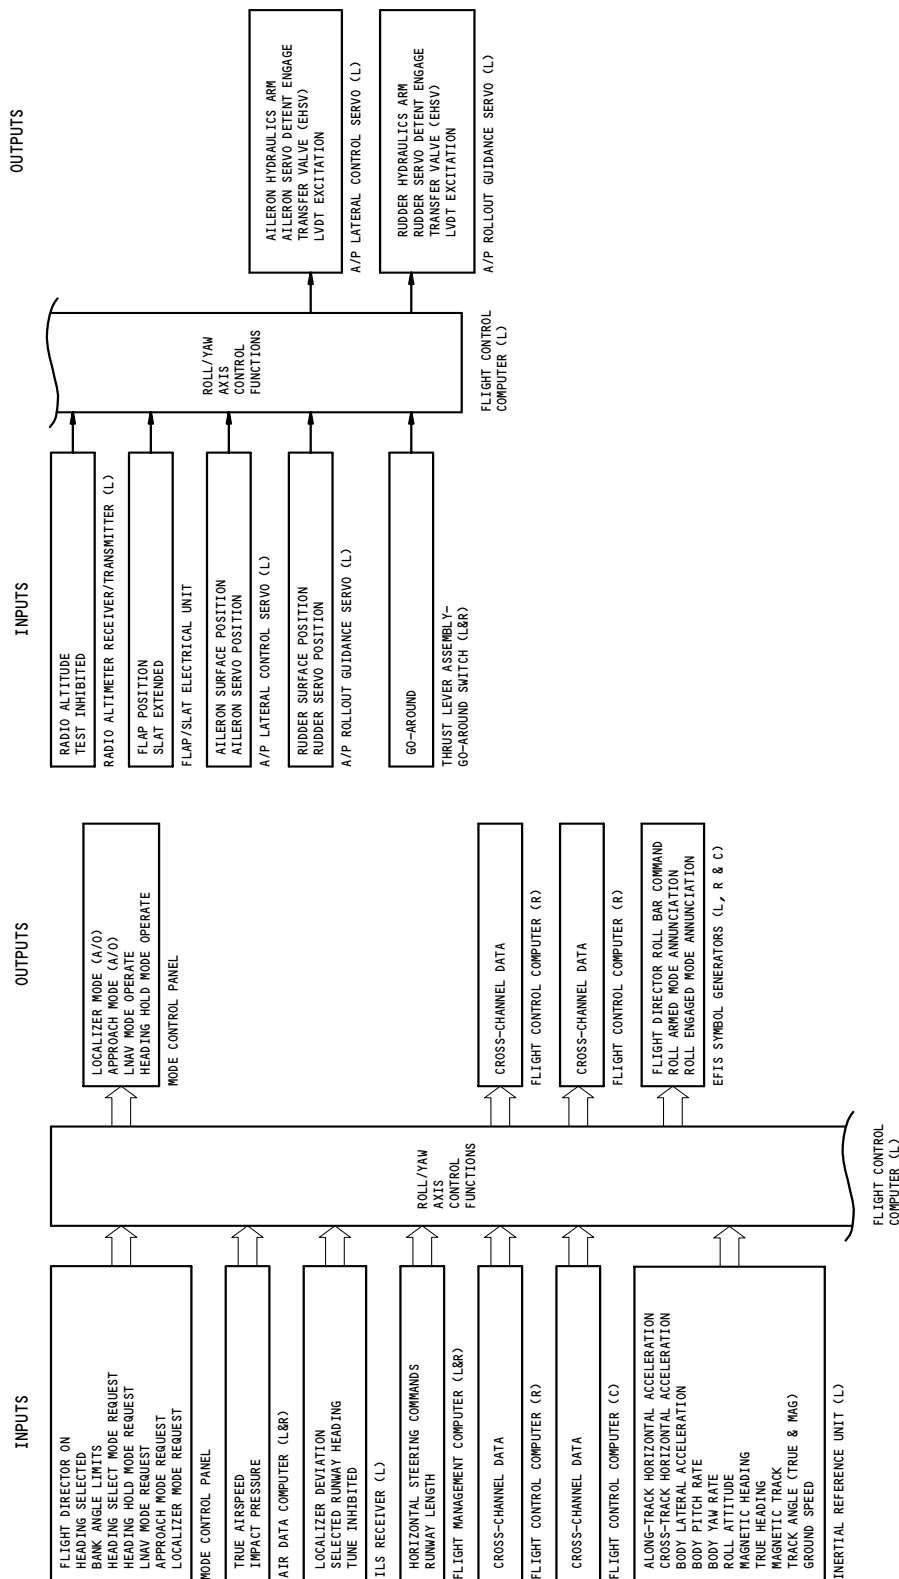 INPUTS
OUTPUTS
FLIGHT DIRECTOR ON
HEADING SELECTED
BANK ANGLE LIMITS
HEADING SELECT MODE REQUEST
HEADING HOLD MODE REQUEST
LNAV MODE REQUEST
APPROACH MODE REQUEST
LOCALIZER MODE REQUEST
MODE CONTROL PANEL
TRUE AIRSPEED
IMPACT PRESSURE
AIR DATA COMPUTER (L&R)
LOCALIZER DEVIATION
SELECTED RUNWAY HEADING
TUNE INHIBITED
ILS RECEIVER (L)
HORIZONTAL STEERING COMMANDS
RUNWAY LENGTH
FLIGHT MANAGEMENT COMPUTER (L&R)
CROSS-CHANNEL DATA
FLIGHT CONTROL COMPUTER (R)
CROSS-CHANNEL DATA
FLIGHT CONTROL COMPUTER (C)
ALONG-TRACK HORIZONTAL ACCELERATION
CROSS-TRACK HORIZONTAL ACCELERATION
BODY LATERAL ACCELERATION
BODY PITCH RATE
BODY YAW RATE
ROLL ATTITUDE
MAGNETIC HEADING
TRUE HEADING
MAGNETIC TRACK
TRACK ANGLE (TRUE & MAG)
GROUND SPEED
INERTIAL REFERENCE UNIT (L)
ROLL/YAW
AXIS
CONTROL
FUNCTIONS
FLIGHT CONTROL
COMPUTER (L)
LOCALIZER MODE (A/O)
APPROACH MODE (A/O)
LNAV MODE OPERATE
HEADING HOLD MODE OPERATE
MODE CONTROL PANEL
CROSS-CHANNEL DATA
FLIGHT CONTROL COMPUTER (R)
CROSS-CHANNEL DATA
FLIGHT CONTROL COMPUTER (R)
FLIGHT DIRECTOR ROLL BAR COMMAND
ROLL ARMED MODE ANNUNCIATION
ROLL ENGAGED MODE ANNUNCIATION
EFIS SYMBOL GENERATORS (L, R & C)
INPUTS
OUTPUTS
RADIO ALTITUDE
TEST INHIBITED
RADIO ALTIMETER RECEIVER/TRANSMITTER (L)
FLAP POSITION
SLAT EXTENDED
FLAP/SLAT ELECTRICAL UNIT
AILERON SURFACE POSITION
AILERON SERVO POSITION
A/P LATERAL CONTROL SERVO (L)
RUDDER SURFACE POSITION
RUDDER SERVO POSITION
A/P ROLLOUT GUIDANCE SERVO (L)
GO-AROUND
THRUST LEVER ASSEMBLY-
GO-AROUND SWITCH (L&R)
ROLL/YAW
AXIS
CONTROL
FUNCTIONS
FLIGHT CONTROL
COMPUTER (L)
AILERON HYDRAULICS ARM
AILERON SERVO DETENT ENGAGE
TRANSFER VALVE (EHSV)
LVDT EXCITATION
A/P LATERAL CONTROL SERVO (L)
RUDDER HYDRAULICS ARM
RUDDER SERVO DETENT ENGAGE
TRANSFER VALVE (EHSV)
LVDT EXCITATION
A/P ROLLOUT GUIDANCE SERVO (L)